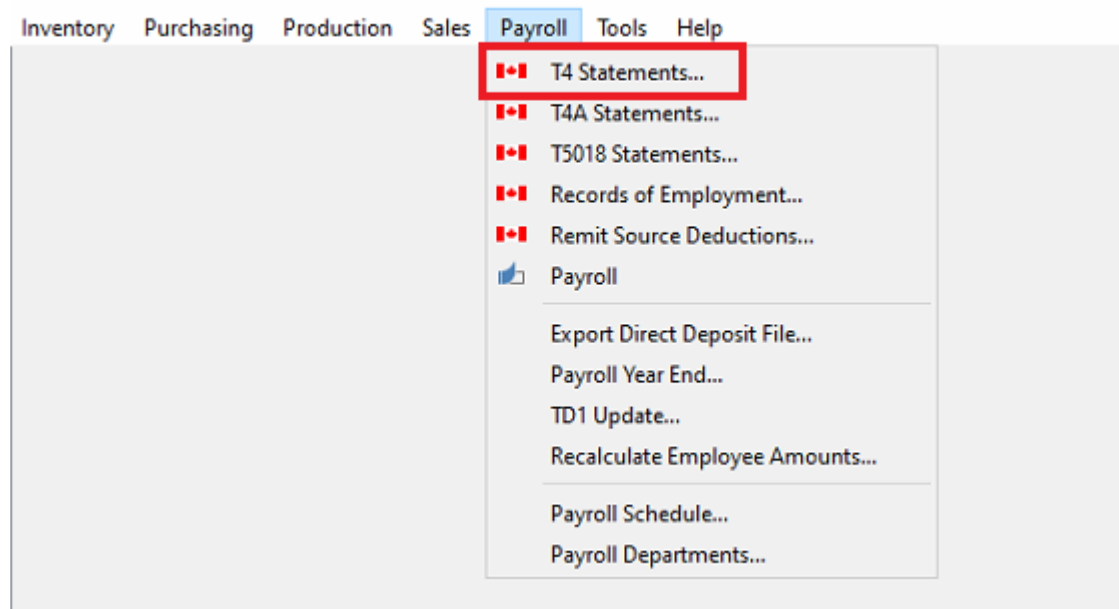 Inventory Purchasing Production Sales Payroll Tools Help
T4 Statements...
T4A Statements...
T5018 Statements...
Records of Employment...
Remit Source Deductions...
Payroll
Export Direct Deposit File...
Payroll Year End...
TD1 Update...
Recalculate Employee Amounts...
Payroll Schedule...
Payroll Departments...